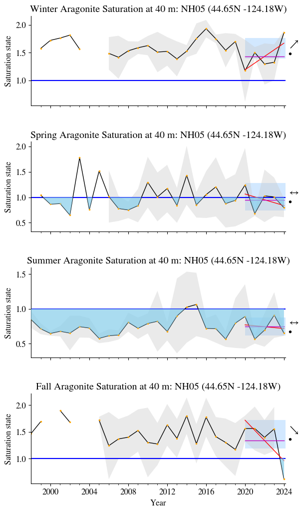 Winter Aragonite Saturation at 40 m: NH05 (44.65N -124.18W)
Saturation state
2.0
1.5
1.0
Spring Aragonite Saturation at 40 m: NH05 (44.65N -124.18W)
Saturation state
2.0
1.5
1.0
0.5
Summer Aragonite Saturation at 40 m: NH05 (44.65N -124.18W)
Saturation state
1.5
1.0
0.5
Fall Aragonite Saturation at 40 m: NH05 (44.65N -124.18W)
Saturation state
2.0
1.5
1.0
2000 2004 2008 2012 2016 2020 2024
Year